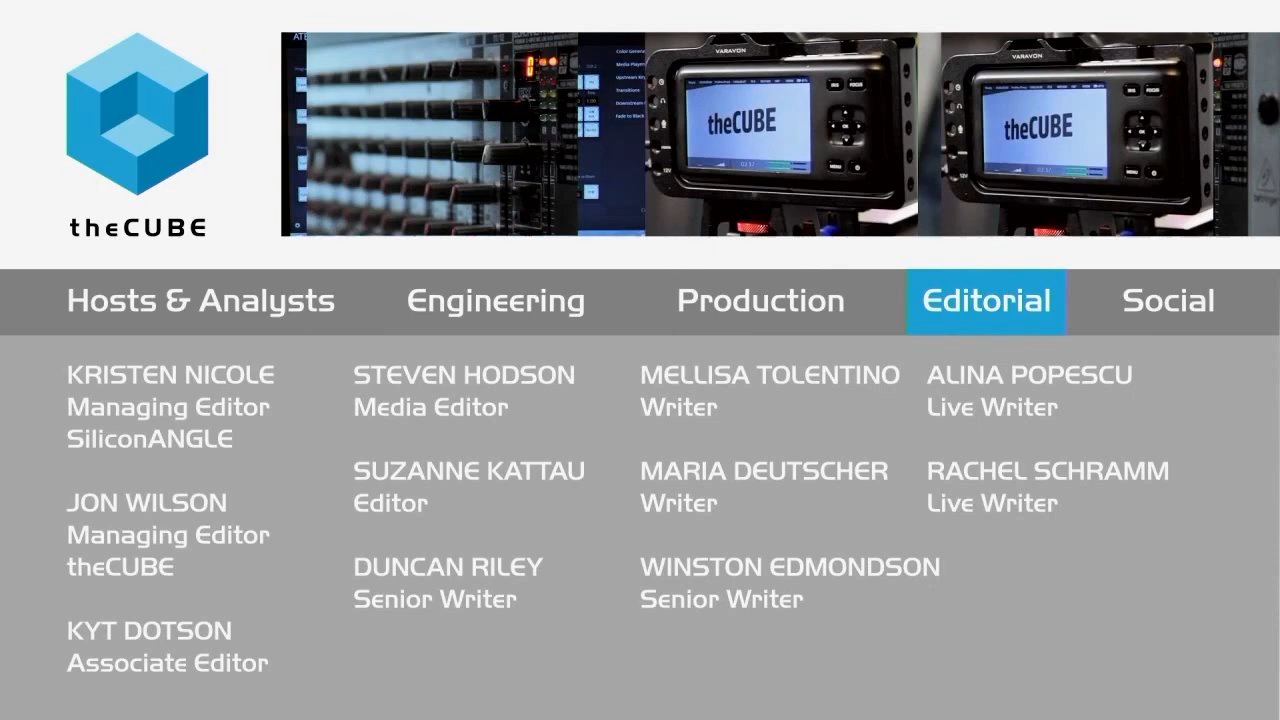 theCUBE
VARAVON
theCUBE
VARAVON
theCUBE
Hosts & Analysts
Engineering
Production
Editorial
Social
KRISTEN NICOLE
Managing Editor
SiliconANGLE
JON WILSON
Managing Editor
theCUBE
KYT DOTSON
Associate Editor
STEVEN HODSON
Media Editor
SUZANNE KATTAU
Editor
DUNCAN RILEY
Senior Writer
MELLISA TOLENTINO
Writer
MARIA DEUTSCHER
Writer
WINSTON EDMONDSON
Senior Writer
ALINA POPESCU
Live Writer
RACHEL SCHRAMM
Live Writer